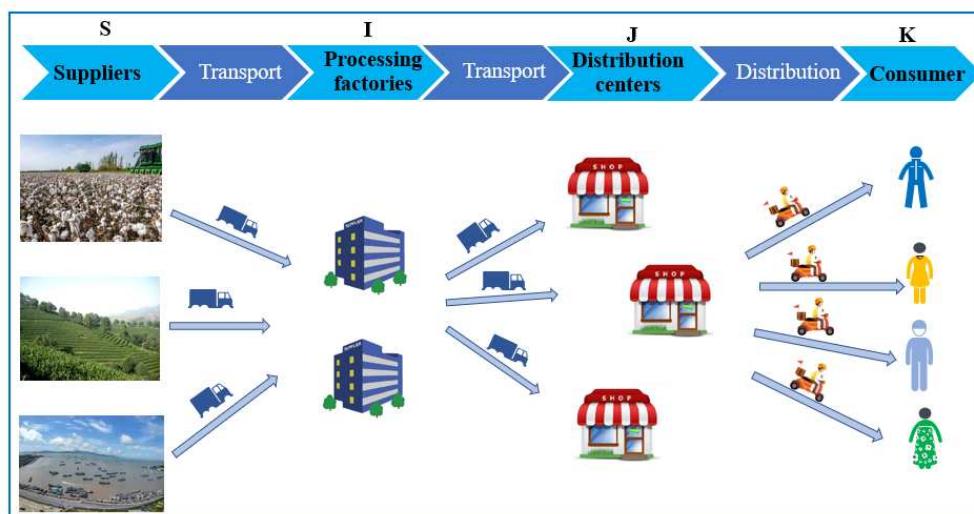 S
I
J
K
Suppliers
Transport
Processing
factories
Transport
Distribution
centers
Distribution
Consumer
SHOP
SHOP
SHOP